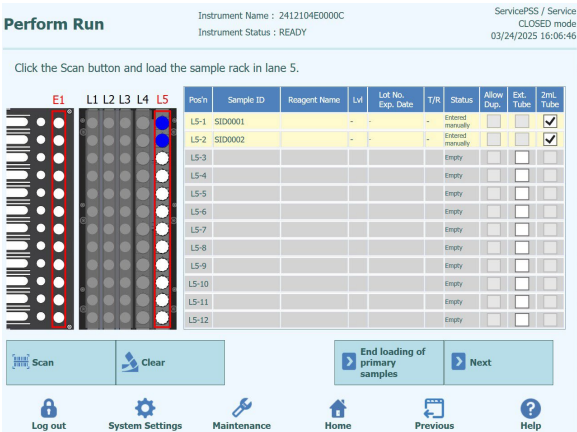 Perform Run
Instrument Name : 2412104E0000C
Instrument Status : READY
ServicePSS / Service
CLOSED mode
03/24/2025 16:06:46
Click the Scan button and load the sample rack in lane 5.
E1 L1 L2 L3 L4 L5
Pos'n Sample ID Reagent Name Lvl Lot No. Exp. Date T/R Status Allow Dup. Ext. Tube 2mL Tube
L5-1 SID0001 - - - Entered manually
L5-2 SID0002 - - - Entered manually
L5-3 Empty
L5-4 Empty
L5-5 Empty
L5-6 Empty
L5-7 Empty
L5-8 Empty
L5-9 Empty
L5-10 Empty
L5-11 Empty
L5-12 Empty
Scan
Clear
End loading of
primary
samples
Next
Log out
System Settings
Maintenance
Home
Previous
Help